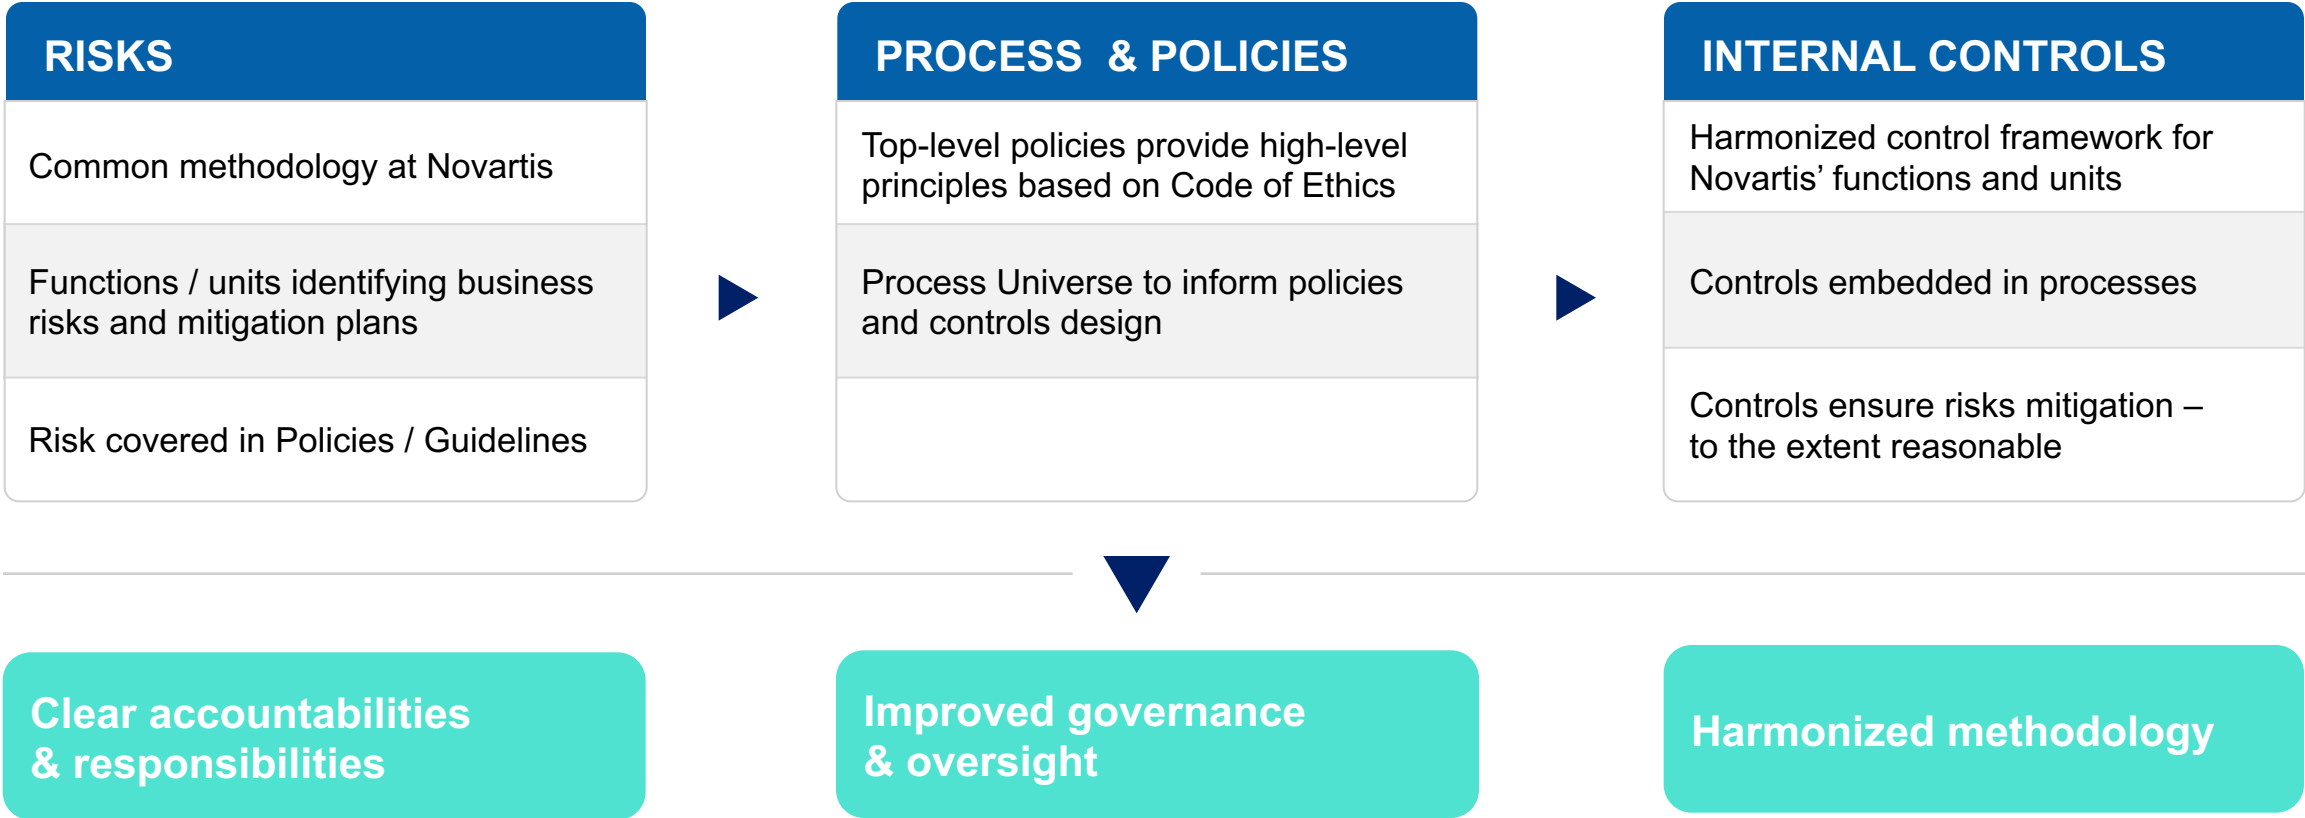 RISKS
Common methodology at Novartis
Functions / units identifying business
risks and mitigation plans
Risk covered in Policies / Guidelines
PROCESS  & POLICIES
Top-level policies provide high-level
principles based on Code of Ethics
Process Universe to inform policies
and controls design
INTERNAL CONTROLS
Harmonized control framework for
Novartis’ functions and units
Controls embedded in processes
Controls ensure risks mitigation –
to the extent reasonable
Clear accountabilities
& responsibilities
Improved governance
& oversight
Harmonized methodology